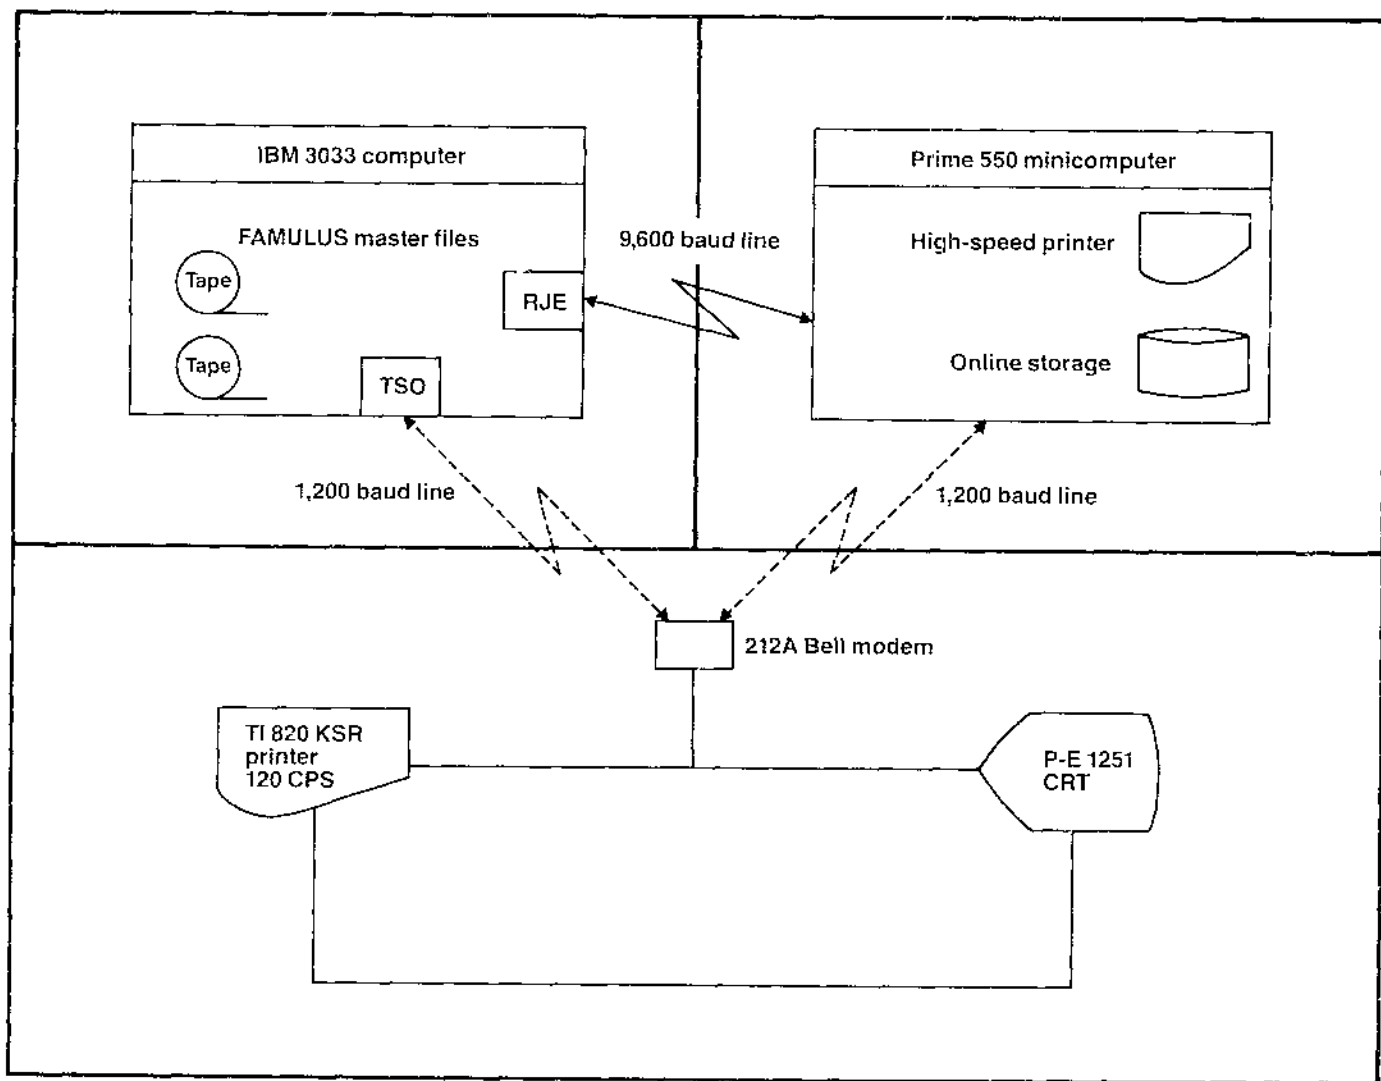 IBM 3033 computer
FAMULUS master files
Tape
Tape
RJE
TSO
9,600 baud line
Prime 550 minicomputer
High-speed printer
Online storage
1,200 baud line
1,200 baud line
212A Bell modem
TI 820 KSR
printer
120 CPS
P-E 1251
CRT